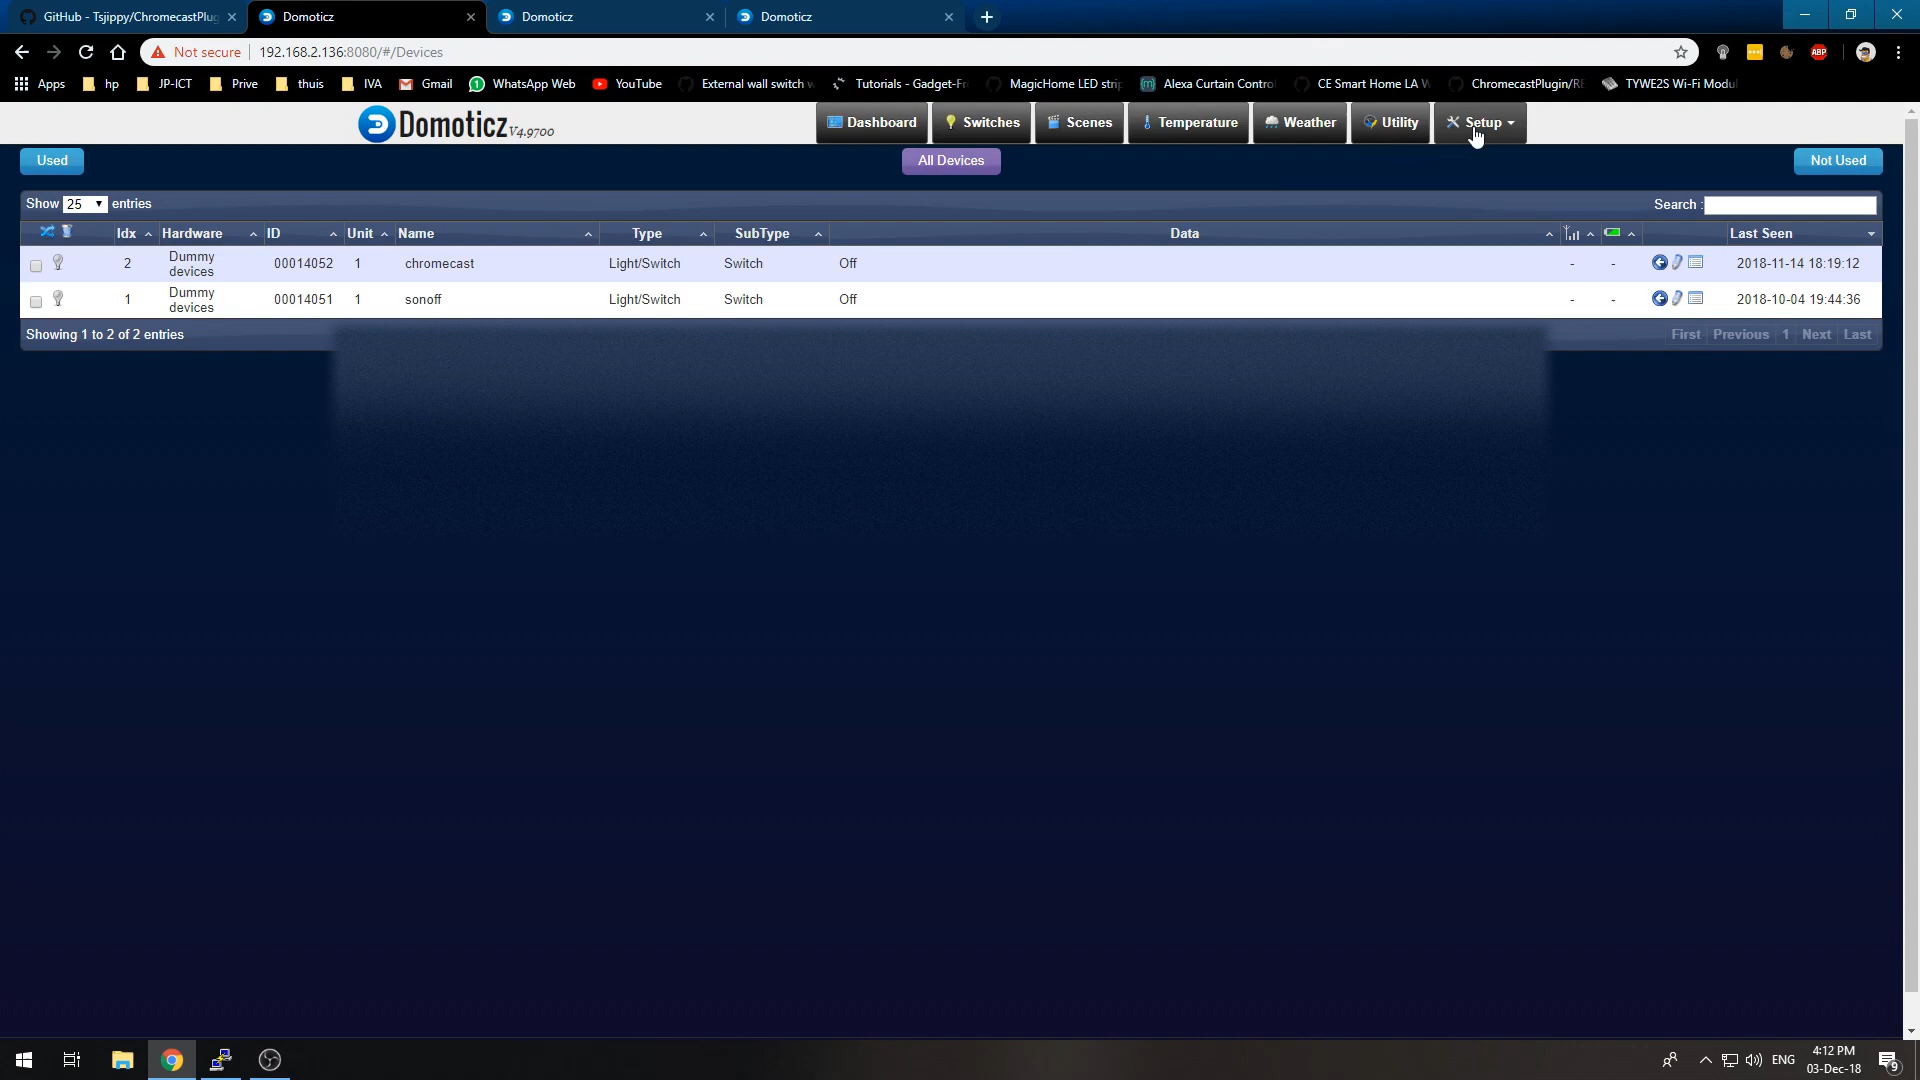 GitHub - Tsjippy/ChromecastPlug
Domoticz
Domoticz
Domoticz
Not secure
192.168.2.136:8080/#/Devices
ABP
Apps
hp
JP-ICT
Prive
thuis
IVA
Gmail
WhatsApp Web
YouTube
External wall switch w
Tutorials - Gadget-Fr
MagicHome LED strip
Alexa Curtain Contro
CE Smart Home LA W
ChromecastPlugin/RE
TYWE2S Wi-Fi Modul
Domoticz V4.9700
Dashboard
Switches
Scenes
Temperature
Weather
Utility
Setup
Used
All Devices
Not Used
Show 25 entries
Search :
Idx Hardware ID Unit Name Type SubType Data Last Seen
2 Dummy devices 00014052 1 chromecast Light/Switch Switch Off - - 2018-11-14 18:19:12
1 Dummy devices 00014051 1 sonoff Light/Switch Switch Off - - 2018-10-04 19:44:36
Showing 1 to 2 of 2 entries
First Previous 1 Next Last
ENG
4:12 PM
03-Dec-18
9